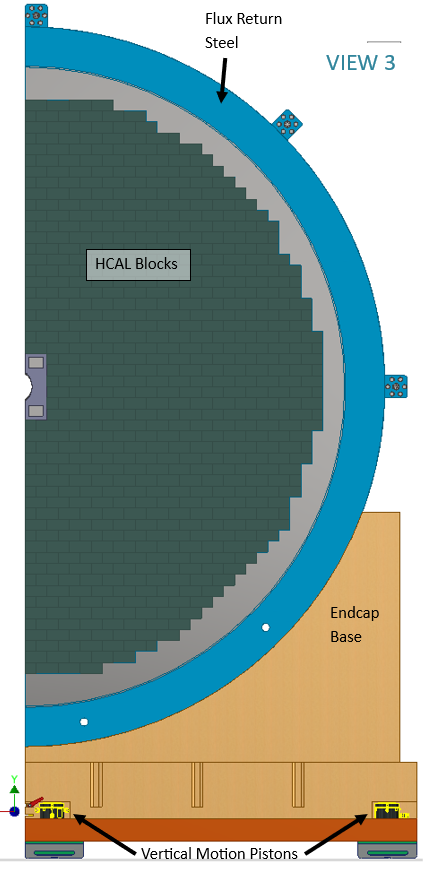 Flux Return
Steel
VIEW 3
HCAL Blocks
Endcap
Base
Y
Vertical Motion Pistons